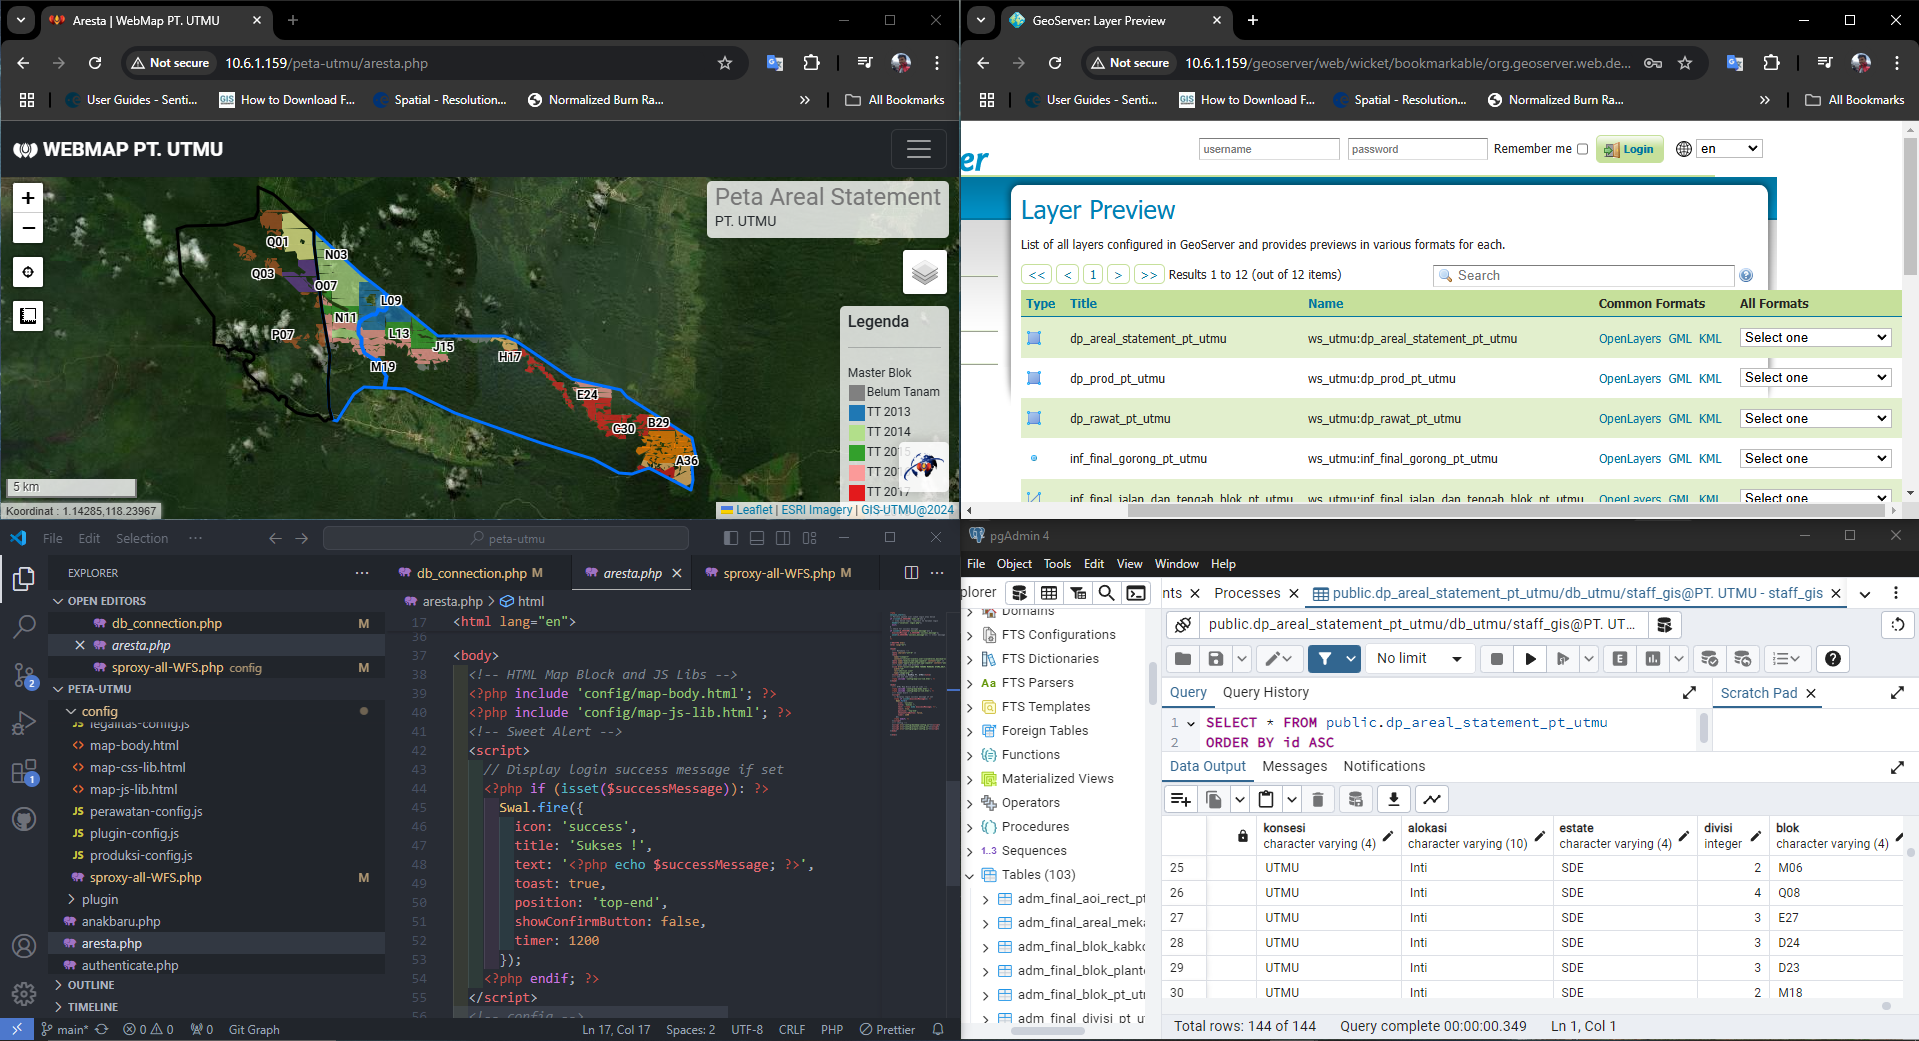 Aresta | WebMap PT. UTMU
Not secure
10.6.1.159/peta-utmu/aresta.php
User Guides - Senti...
How to Download F...
Spatial - Resolution...
Normalized Burn Ra...
»
All Bookmarks
WEBMAP PT. UTMU
+
−
Peta Areal Statement
PT. UTMU
Q01
N03
Q03
O07
L09
N11
P07
L13
J15
H17
M19
E24
B29
C30
A36
Legenda
Master Blok
Belum Tanam
TT 2013
TT 2014
TT 2015
TT 20
TT 2017
5 km
Koordinat : 1.14285,118.23967
Leaflet | ESRI Imagery | GIS-UTMU@2024
GeoServer: Layer Preview
Not secure
10.6.1.159/geoserver/web/wicket/bookmarkable/org.geoserver.web.de...
User Guides - Senti...
How to Download F...
Spatial - Resolution...
Normalized Burn Ra...
»
All Bookmarks
er
username
password
Remember me
Login
en
Layer Preview
List of all layers configured in GeoServer and provides previews in various formats for each.
<< < 1 > >> Results 1 to 12 (out of 12 items)
Search
Type Title Name Common Formats All Formats
dp_areal_statement_pt_utmu ws_utmu:dp_areal_statement_pt_utmu OpenLayers GML KML Select one
dp_prod_pt_utmu ws_utmu:dp_prod_pt_utmu OpenLayers GML KML Select one
dp_rawat_pt_utmu ws_utmu:dp_rawat_pt_utmu OpenLayers GML KML Select one
inf_final_gorong_pt_utmu ws_utmu:inf_final_gorong_pt_utmu OpenLayers GML KML Select one
inf_final_jalan_dan_tengah_blok_pt_utmu ws_utmu:inf_final_jalan_dan_tengah_blok_pt_utmu OpenLayers GML KML Select one
File Edit Selection ...
peta-utmu
EXPLORER
OPEN EDITORS
db_connection.php M
aresta.php
sproxy-all-WFS.php config M
PETA-UTMU
config
legalitas-config.js
map-body.html
map-css-lib.html
map-js-lib.html
perawatan-config.js
plugin-config.js
produksi-config.js
sproxy-all-WFS.php M
plugin
anakbaru.php
aresta.php
authenticate.php
OUTLINE
TIMELINE
2
1
db_connection.php M
aresta.php
sproxy-all-WFS.php M
aresta.php > html
17 <html lang="en">
36
37 <body>
38 <!-- HTML Map Block and JS Libs -->
39 <?php include 'config/map-body.html'; ?>
40 <?php include 'config/map-js-lib.html'; ?>
41 <!-- Sweet Alert -->
42 <script>
43 // Display login success message if set
44 <?php if (isset($successMessage)): ?>
45 Swal.fire({
46 icon: 'success',
47 title: 'Sukses !',
48 text: '<?php echo $successMessage; ?>',
49 toast: true,
50 position: 'top-end',
51 showConfirmButton: false,
52 timer: 1200
53 });
54 <?php endif; ?>
55 </script>
56 <!-- config -->
main* 0 0 0 Git Graph
Ln 17, Col 17 Spaces: 2 UTF-8 CRLF PHP Prettier
pgAdmin 4
File Object Tools Edit View Window Help
plorer
Domains
FTS Configurations
FTS Dictionaries
Aa FTS Parsers
FTS Templates
Foreign Tables
Functions
Materialized Views
Operators
Procedures
1..3 Sequences
Tables (103)
adm_final_aoi_rect_pt
adm_final_areal_meka
adm_final_blok_kabko
adm_final_blok_plante
adm_final_blok_pt_utm
adm_final_divisi_pt_u
nts
Processes
public.dp_areal_statement_pt_utmu/db_utmu/staff_gis@PT. UTMU - staff_gis
public.dp_areal_statement_pt_utmu/db_utmu/staff_gis@PT. UT...
No limit
E
Query Query History
Scratch Pad
1 SELECT * FROM public.dp_areal_statement_pt_utmu
2 ORDER BY id ASC
Data Output Messages Notifications
konsesi alokasi estate divisi blok
character varying (4) character varying (10) character varying (4) integer character varying (4)
25 UTMU Inti SDE 2 M06
26 UTMU Inti SDE 4 Q08
27 UTMU Inti SDE 3 E27
28 UTMU Inti SDE 3 D24
29 UTMU Inti SDE 3 D23
30 UTMU Inti SDE 2 M18
Total rows: 144 of 144 Query complete 00:00:00.349 Ln 1, Col 1